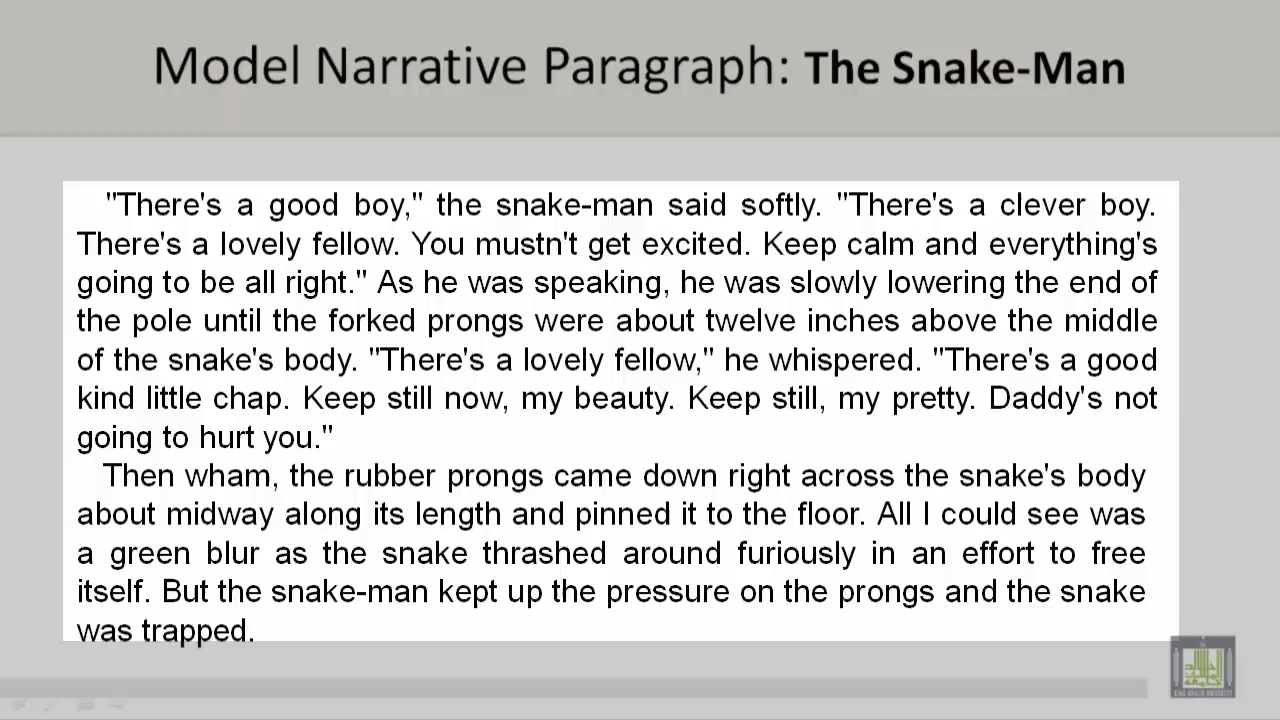 Model Narrative Paragraph: The Snake-Man
"There's a good boy," the snake-man said softly. "There's a clever boy.
There's a lovely fellow. You mustn't get excited. Keep calm and everything's
going to be all right." As he was speaking, he was slowly lowering the end of
the pole until the forked prongs were about twelve inches above the middle
of the snake's body. "There's a lovely fellow," he whispered. "There's a good
kind little chap. Keep still now, my beauty. Keep still, my pretty. Daddy's not
going to hurt you."
Then wham, the rubber prongs came down right across the snake's body
about midway along its length and pinned it to the floor. All I could see was
a green blur as the snake thrashed around furiously in an effort to free
itself. But the snake-man kept up the pressure on the prongs and the snake
was trapped.